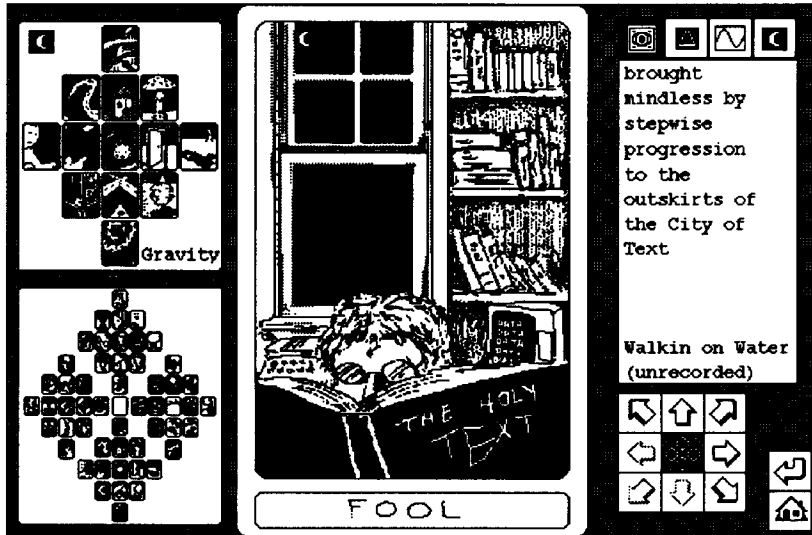 Gravity
THE HOLY
TEXT
FOOL
brought
mindless by
stepwise
progression
to the
outskirts of
the City of
Text
Walkin on Water
(unrecorded)